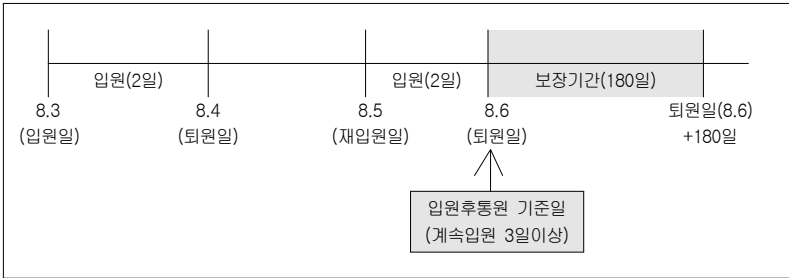 입원(2일) 입원(2일) 보장기간(180일)
8.3 8.4 8.5 8.6 퇴원일(8.6)
(입원일) (퇴원일) (재입원일) (퇴원일) +180일
입원후통원 기준일
(계속입원 3일이상)